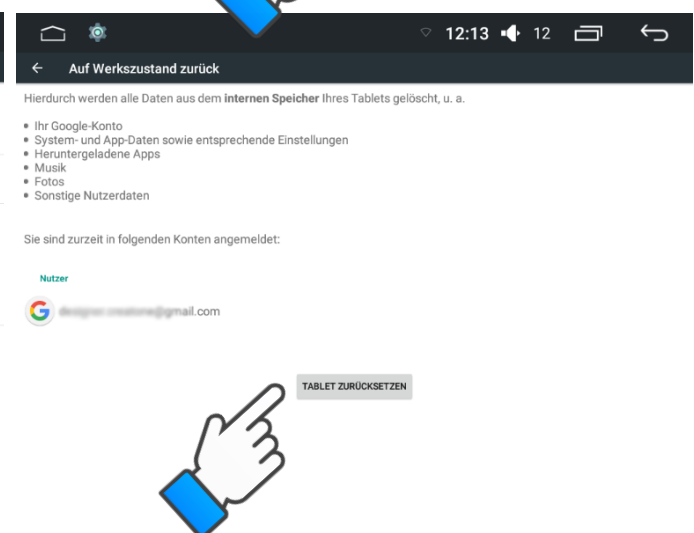 12:13 12
Auf Werkszustand zurück
Hierdurch werden alle Daten aus dem internen Speicher Ihres Tablets gelöscht, u. a.
Ihr Google-Konto
System- und App-Daten sowie entsprechende Einstellungen
Heruntergeladene Apps
Musik
Fotos
Sonstige Nutzerdaten
Sie sind zurzeit in folgenden Konten angemeldet:
Nutzer
gmail.com
TABLET ZURÜCKSETZEN